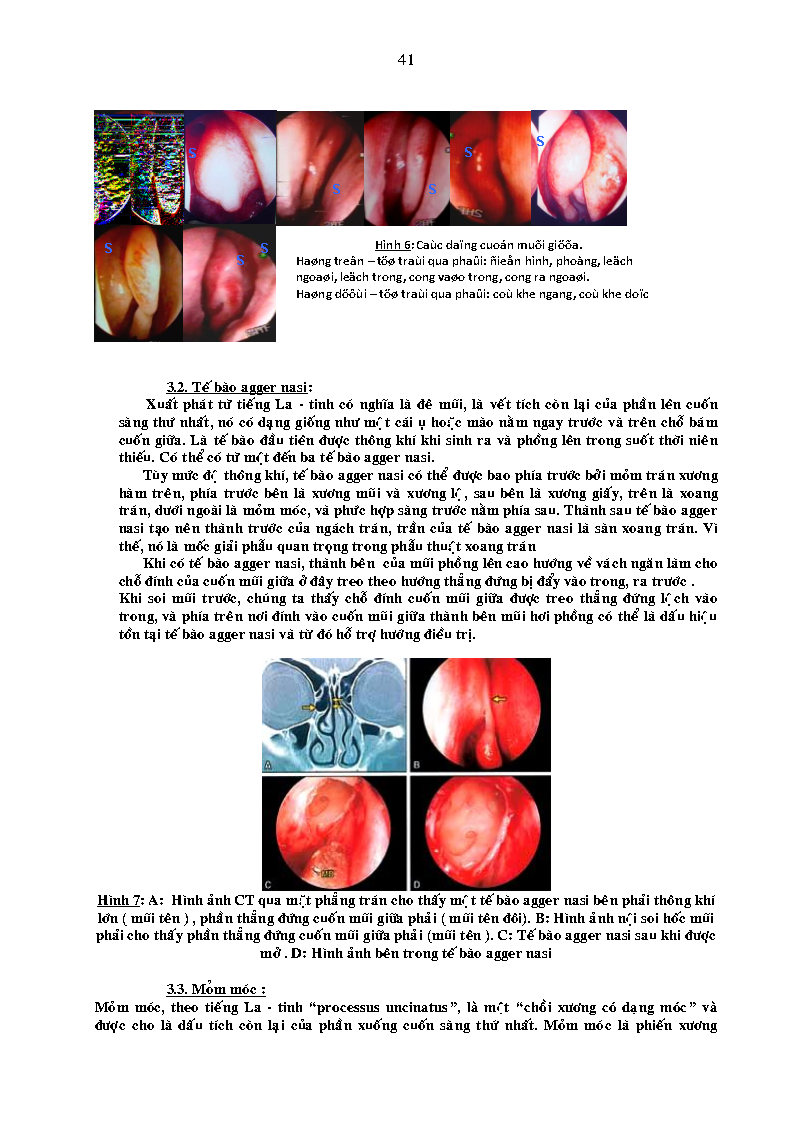 41
S
S
S
S
S
S
S
S
S
Hình 6: Caùc daïng cuoán muõi giöõa.
Haøng treân – töø traùi qua phaûi: ñieån hình, phoàng, leäch
ngoaøi, leäch trong, cong vaøo trong, cong ra ngoaøi.
Haøng döôùi – töø traùi qua phaûi: coù khe ngang, coù khe doïc
3.2. Tế bào agger nasi:
Xuất phát từ tiếng La - tinh có nghĩa là đê mũi, là vết tích còn lại của phần lên cuốn
sàng thứ nhất, nó có dạng giống như một cái ụ hoặc mào nằm ngay trước và trên chỗ bám
cuốn giữa. Là tế bào đầu tiên được thông khí khi sinh ra và phồng lên trong suốt thời niên
thiếu. Có thể có từ một đến ba tế bào agger nasi.
Tùy mức độ thông khí, tế bào agger nasi có thể được bao phía trước bởi mỏm trán xương
hàm trên, phía trước bên là xương mũi và xương lệ, sau bên là xương giấy, trên là xoang
trán, dưới ngoài là mỏm móc, và phức hợp sàng trước nằm phía sau. Thành sau tế bào agger
nasi tạo nên thành trước của ngách trán, trần của tế bào agger nasi là sàn xoang trán. Vì
thế, nó là mốc giải phẫu quan trọng trong phẫu thuật xoang trán
Khi có tế bào agger nasi, thành bên  của mũi phồng lên cao hướng về vách ngăn làm cho
chỗ đính của cuốn mũi giữa ở đây treo theo hướng thẳng đứng bị đẩy vào trong, ra trước .
Khi soi mũi trước, chúng ta thấy chỗ đính cuốn mũi giữa được treo thẳng đứng lệch vào
trong, và phía trên nơi đính vào cuốn mũi giữa thành bên mũi hơi phồng có thể là dấu hiệu
tồn tại tế bào agger nasi và từ đó hỗ trợ hướng điều trị.
A
B
C
MB
D
Hình 7: A:  Hình ảnh CT qua mặt phẳng trán cho thấy một tế bào agger nasi bên phải thông khí
lớn ( mũi tên ) , phần thẳng đứng cuốn mũi giữa phải ( mũi tên đôi). B: Hình ảnh nội soi hốc mũi
phải cho thấy phần thẳng đứng cuốn mũi giữa phải (mũi tên ). C: Tế bào agger nasi sau khi được
mở . D: Hình ảnh bên trong tế bào agger nasi
3.3. Mỏm móc :
Mỏm móc, theo tiếng La - tinh “processus uncinatus”, là một “chồi xương có dạng móc” và
được cho là dấu tích còn lại của phần xuống cuốn sàng thứ nhất. Mỏm móc là phiến xương